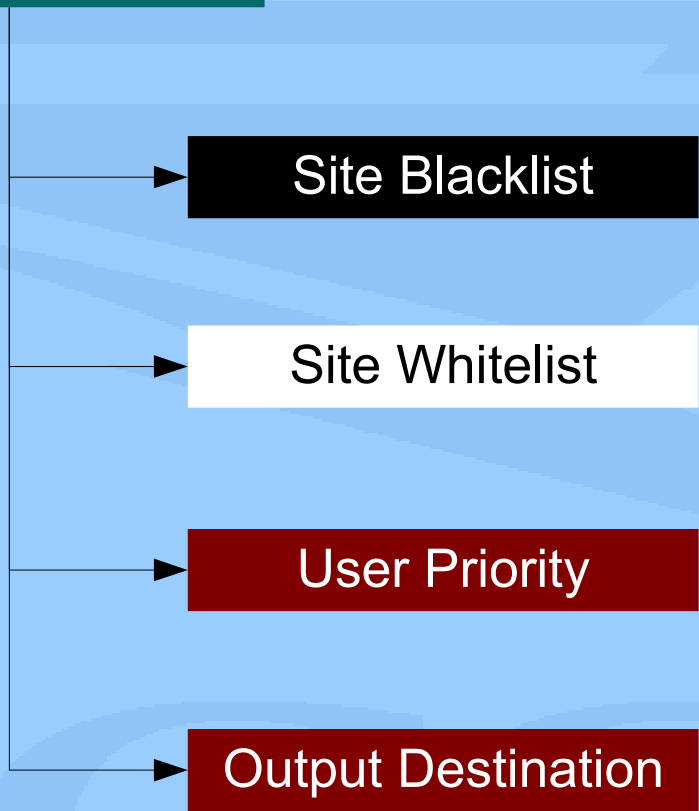 Site Blacklist
Site Whitelist
User Priority
Output Destination